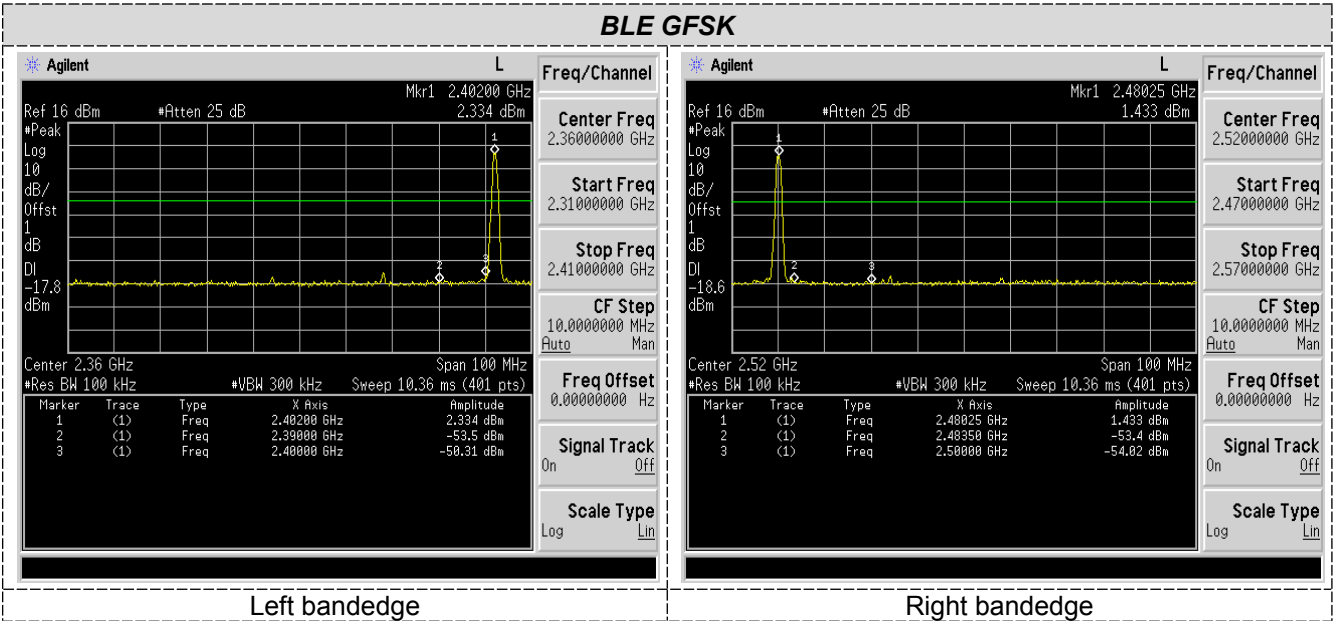 BLE GFSK
Agilent L
Mkr1 2.40200 GHz
Ref 16 dBm #Atten 25 dB 2.334 dBm
#Peak
Log
10
dB/
Offst
1
dB
DI
-17.8
dBm
1
2
3
Center 2.36 GHz Span 100 MHz
#Res BW 100 kHz #VBW 300 kHz Sweep 10.36 ms (401 pts)
Marker Trace Type X Axis Amplitude
1 (1) Freq 2.40200 GHz 2.334 dBm
2 (1) Freq 2.39000 GHz -53.5 dBm
3 (1) Freq 2.40000 GHz -50.31 dBm
Freq/Channel
Center Freq
2.36000000 GHz
Start Freq
2.31000000 GHz
Stop Freq
2.41000000 GHz
CF Step
10.0000000 MHz
Auto Man
Freq Offset
0.00000000 Hz
Signal Track
On Off
Scale Type
Log Lin
Left bandedge
Agilent L
Mkr1 2.48025 GHz
Ref 16 dBm #Atten 25 dB 1.433 dBm
#Peak
Log
10
dB/
Offst
1
dB
DI
-18.6
dBm
1
2
3
Center 2.52 GHz Span 100 MHz
#Res BW 100 kHz #VBW 300 kHz Sweep 10.36 ms (401 pts)
Marker Trace Type X Axis Amplitude
1 (1) Freq 2.48025 GHz 1.433 dBm
2 (1) Freq 2.48350 GHz -53.4 dBm
3 (1) Freq 2.50000 GHz -54.02 dBm
Freq/Channel
Center Freq
2.52000000 GHz
Start Freq
2.47000000 GHz
Stop Freq
2.57000000 GHz
CF Step
10.0000000 MHz
Auto Man
Freq Offset
0.00000000 Hz
Signal Track
On Off
Scale Type
Log Lin
Right bandedge